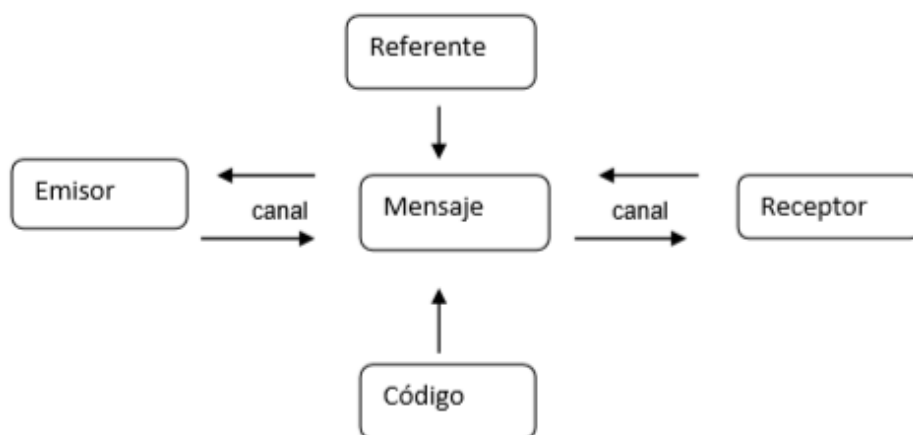 Referente
Emisor
canal
Mensaje
canal
Receptor
Código